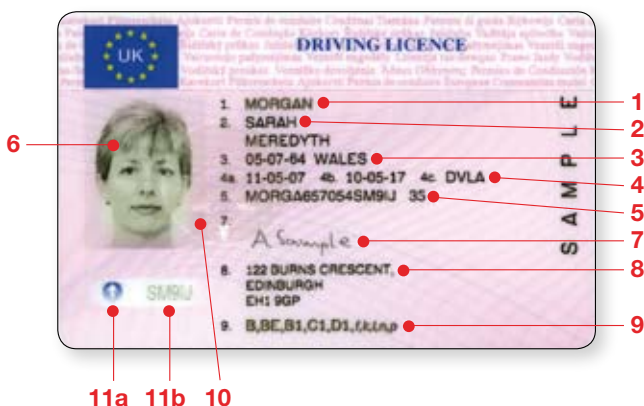 UK
DRIVING LICENCE
1. MORGAN
2. SARAH
MEREDYTH
3. 05-07-64 WALES
4a. 11-05-07 4b. 10-05-17 4c. DVLA
5. MORGA657054SM9IJ 35
7.
A Sample
8. 122 BURNS CRESCENT,
EDINBURGH
EH1 9GP
9. B,BE,B1,C1,D1,f,k,l,n,p
SM9IJ
SAMPLE
1
2
3
4
5
6
7
8
9
10
11a
11b